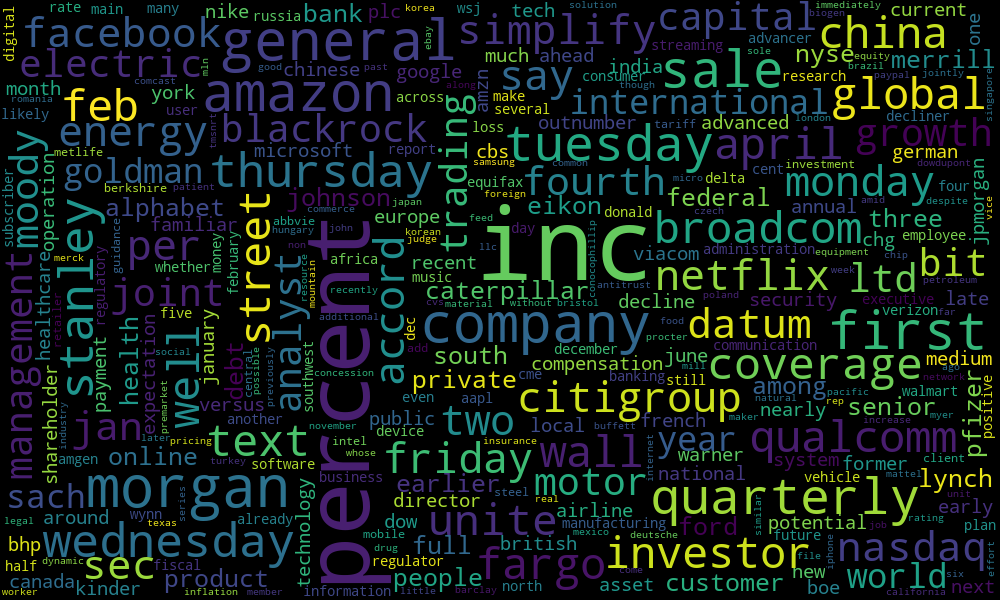 digital
rate
main
many
nike
russia
bank
plc
korea
wsj
tech
solution
biogen
immediately
current
one
facebook
general
simplify
capital
advancer
china
electric
mln
good
past
ebay
much
ahead
streaming
sole
nyse
equity
brazil
merrill
comcast
chinese
google
say
india
sale
consumer
though
research
paypal
jointly
month
feb
york
amazon
across
along
amzn
make
several
international
global
singapore
likely
user
romania
energy
blackrock
tmsnrt
trading
loss
outnumber
tariff
advanced
london
decliner
growth
microsoft
report
cbs
tuesday
april
german
metlife
goldman
thursday
samsung
common
cent
investment
dowdupont
moody
operation
berkshire
patient
equifax
foreign
fourth
micro
delta
monday
four
despite
vice
jpmorgan
subscriber
alphabet
johnson
japan
europe
feed
inc
eikon
donald
federal
annual
amid
familiar
abbvie
commerce
day
czech
broadcom
three
stanley
per
street
hungary
john
korean
judge
recent
viacom
administration
chg
employee
merck
regulatory
guidance
whether
money
february
non
africa
music
llc
conocophillip
antitrust
equipment
chip
netflix
ltd
bit
week
petroleum
management
healthcare
retailer
joint
analyst
resource
mountain
recently
percent
accord
caterpillar
cvs
material
without
bristol
decline
poland
security
executive
late
payment
health
expectation
five
january
well
additional
dec
company
food
procter
datum
first
verizon
far
shareholder
industry
social
debt
central
possible
previously
southwest
add
south
december
june
mill
communication
coverage
medium
ago
network
premarket
concession
private
cme
compensation
banking
still
among
natural
pacific
walmart
positive
jan
later
versus
another
november
even
aapl
citigroup
buffett
maker
nearly
rep
senior
myer
pfizer
amgen
online
pricing
text
turkey
software
intel
whose
public
device
two
local
french
year
qualcomm
increase
sach
morgan
series
already
business
friday
insurance
wall
internet
warner
national
system
former
client
mattel
lynch
legal
around
wynn
texas
technology
earlier
director
steel
real
motor
vehicle
quarterly
unit
early
bhp
wednesday
dow
mobile
unite
airline
manufacturing
mexico
deutsche
ford
similar
potential
job
rating
plan
half
dynamic
sec
fiscal
drug
regulator
full
british
investor
future
file
iphone
nasdaq
effort
canada
kinder
product
inflation
member
information
people
little
barclay
fargo
north
come
asset
customer
new
boe
world
six
california
next
worker